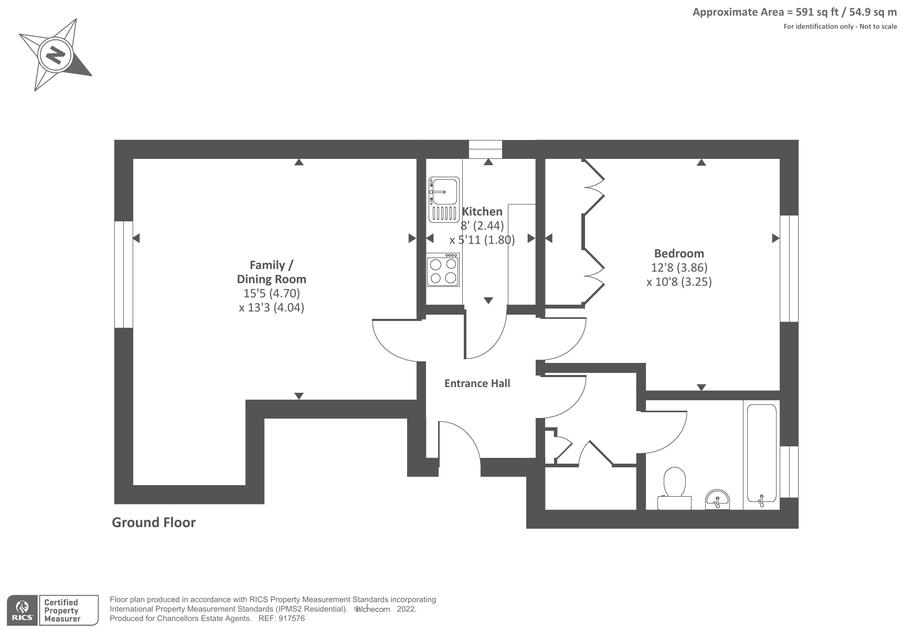 Approximate Area = 591 sq ft / 54.9 sq m
For identification only - Not to scale
N
Kitchen
8' (2.44)
x 5'11 (1.80)
Family /
Dining Room
15'5 (4.70)
x 13'3 (4.04)
Bedroom
12'8 (3.86)
x 10'8 (3.25)
Entrance Hall
Ground Floor
RICS
Certified
Property
Measurer
Floor plan produced in accordance with RICS Property Measurement Standards incorporating
International Property Measurement Standards (IPMS2 Residential). ©nichecom 2022.
Produced for Chancellors Estate Agents. REF: 917576